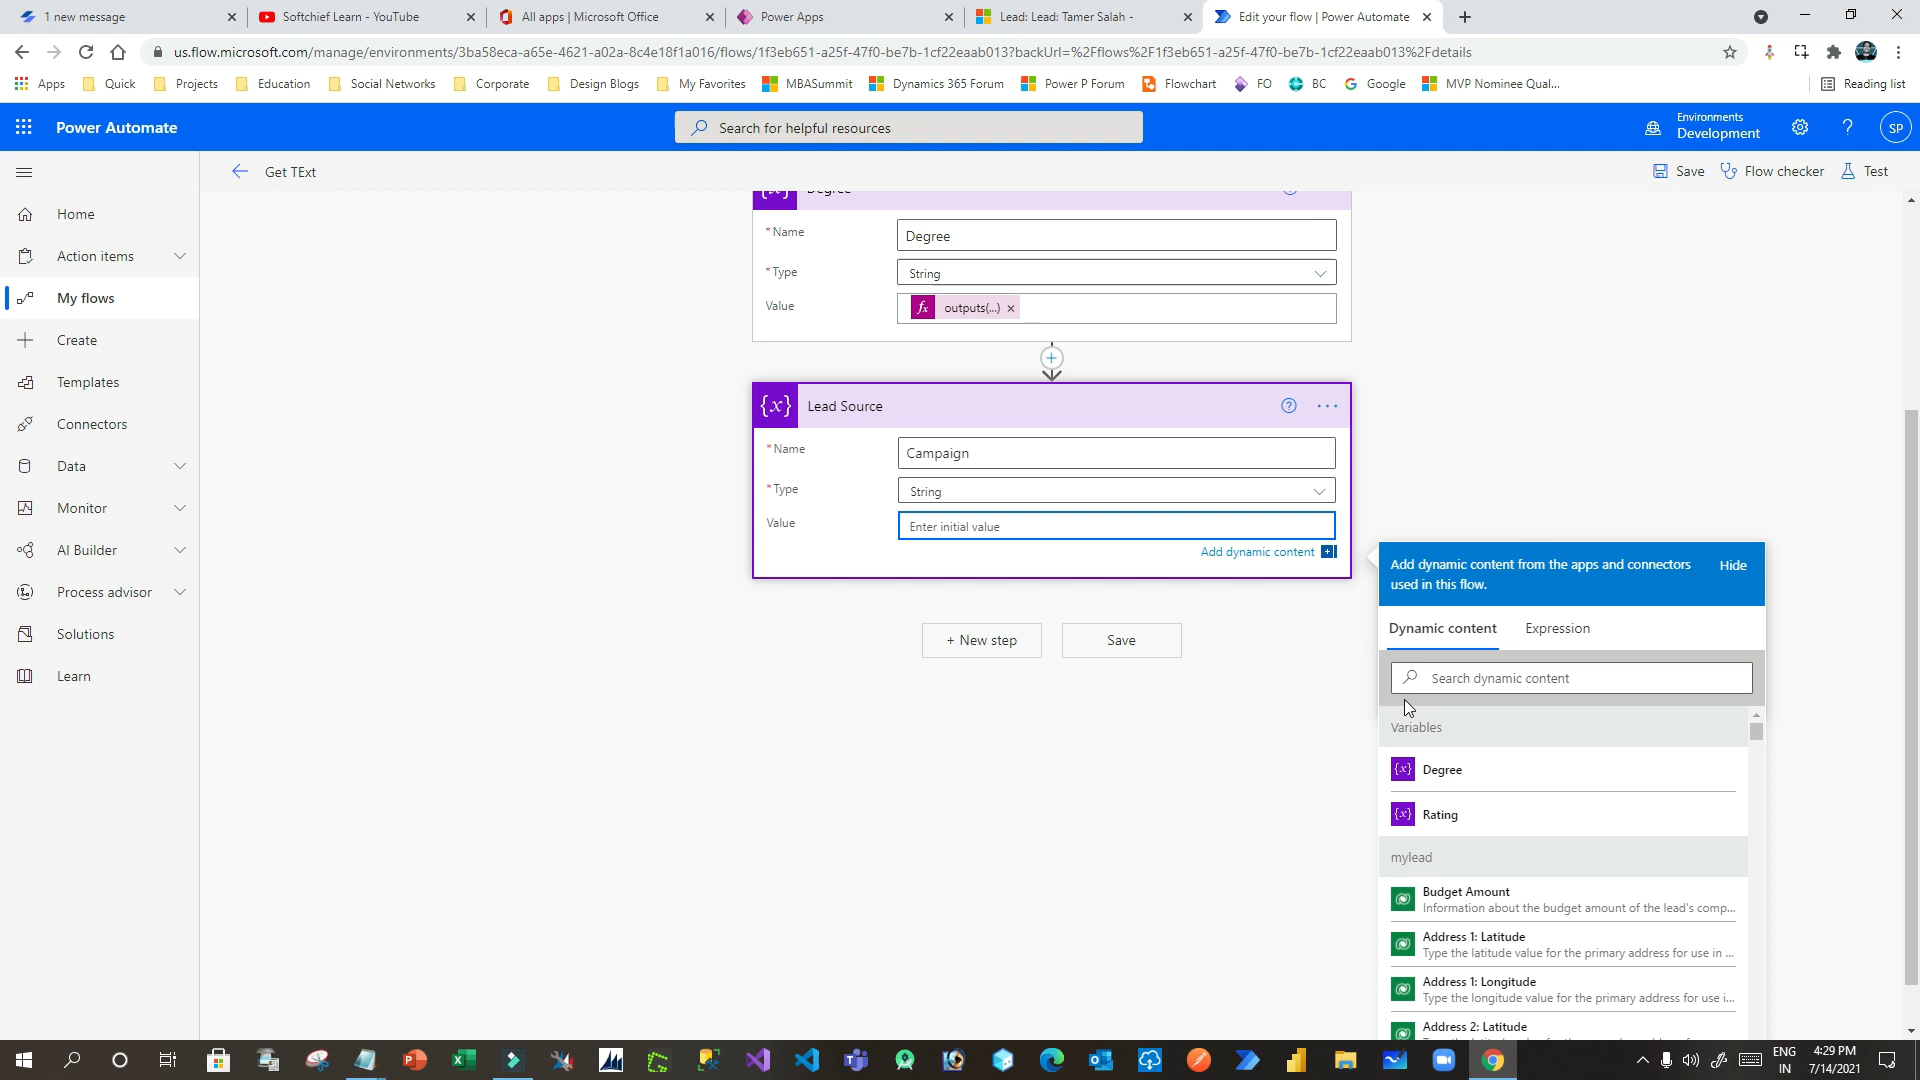 1 new message
Softchief Learn - YouTube
All apps | Microsoft Office
Power Apps
Lead: Lead: Tamer Salah -
Edit your flow | Power Automate
us.flow.microsoft.com/manage/environments/3ba58eca-a65e-4621-a02a-8c4e18f1a016/flows/1f3eb651-a25f-47f0-be7b-1cf22eaab013?backUrl=%2Fflows%2F1f3eb651-a25f-47f0-be7b-1cf22eaab013%2Fdetails
Apps
Quick
Projects
Education
Social Networks
Corporate
Design Blogs
My Favorites
MBASummit
Dynamics 365 Forum
Power P Forum
Flowchart
FO
BC
Google
MVP Nominee Qual...
Reading list
Power Automate
Search for helpful resources
Environments
Development
SP
Get TExt
Save
Flow checker
Test
Home
Action items
My flows
Create
Templates
Connectors
Data
Monitor
AI Builder
Process advisor
Solutions
Learn
Degree
* Name
Degree
* Type
String
Value
fx outputs(...) ×
{x} Lead Source
* Name
Campaign
* Type
String
Value
Enter initial value
Add dynamic content
+ New step
Save
Add dynamic content from the apps and connectors
used in this flow.
Hide
Dynamic content
Expression
Search dynamic content
Variables
{x} Degree
{x} Rating
mylead
Budget Amount
Information about the budget amount of the lead's comp...
Address 1: Latitude
Type the latitude value for the primary address for use in ...
Address 1: Longitude
Type the longitude value for the primary address for use i...
Address 2: Latitude
ENG
IN
4:29 PM
7/14/2021